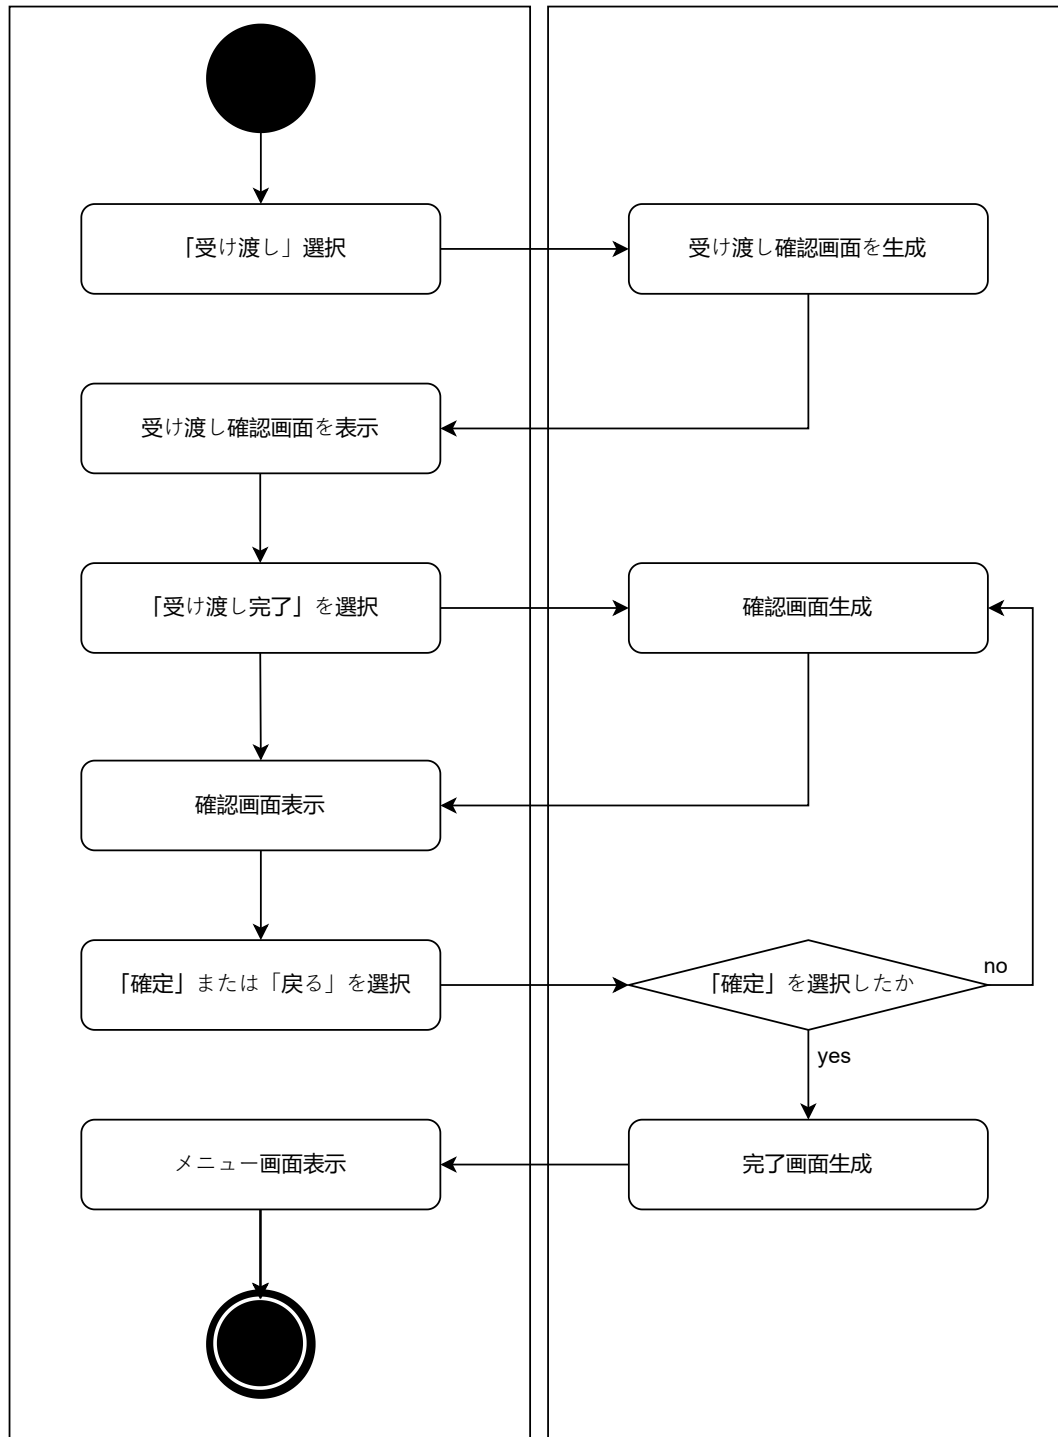 「受け渡し」選択
受け渡し確認画面を生成
受け渡し確認画面を表示
「受け渡し完了」を選択
確認画面生成
確認画面表示
「確定」または「戻る」を選択
「確定」を選択したか
no
yes
メニュー画面表示
完了画面生成